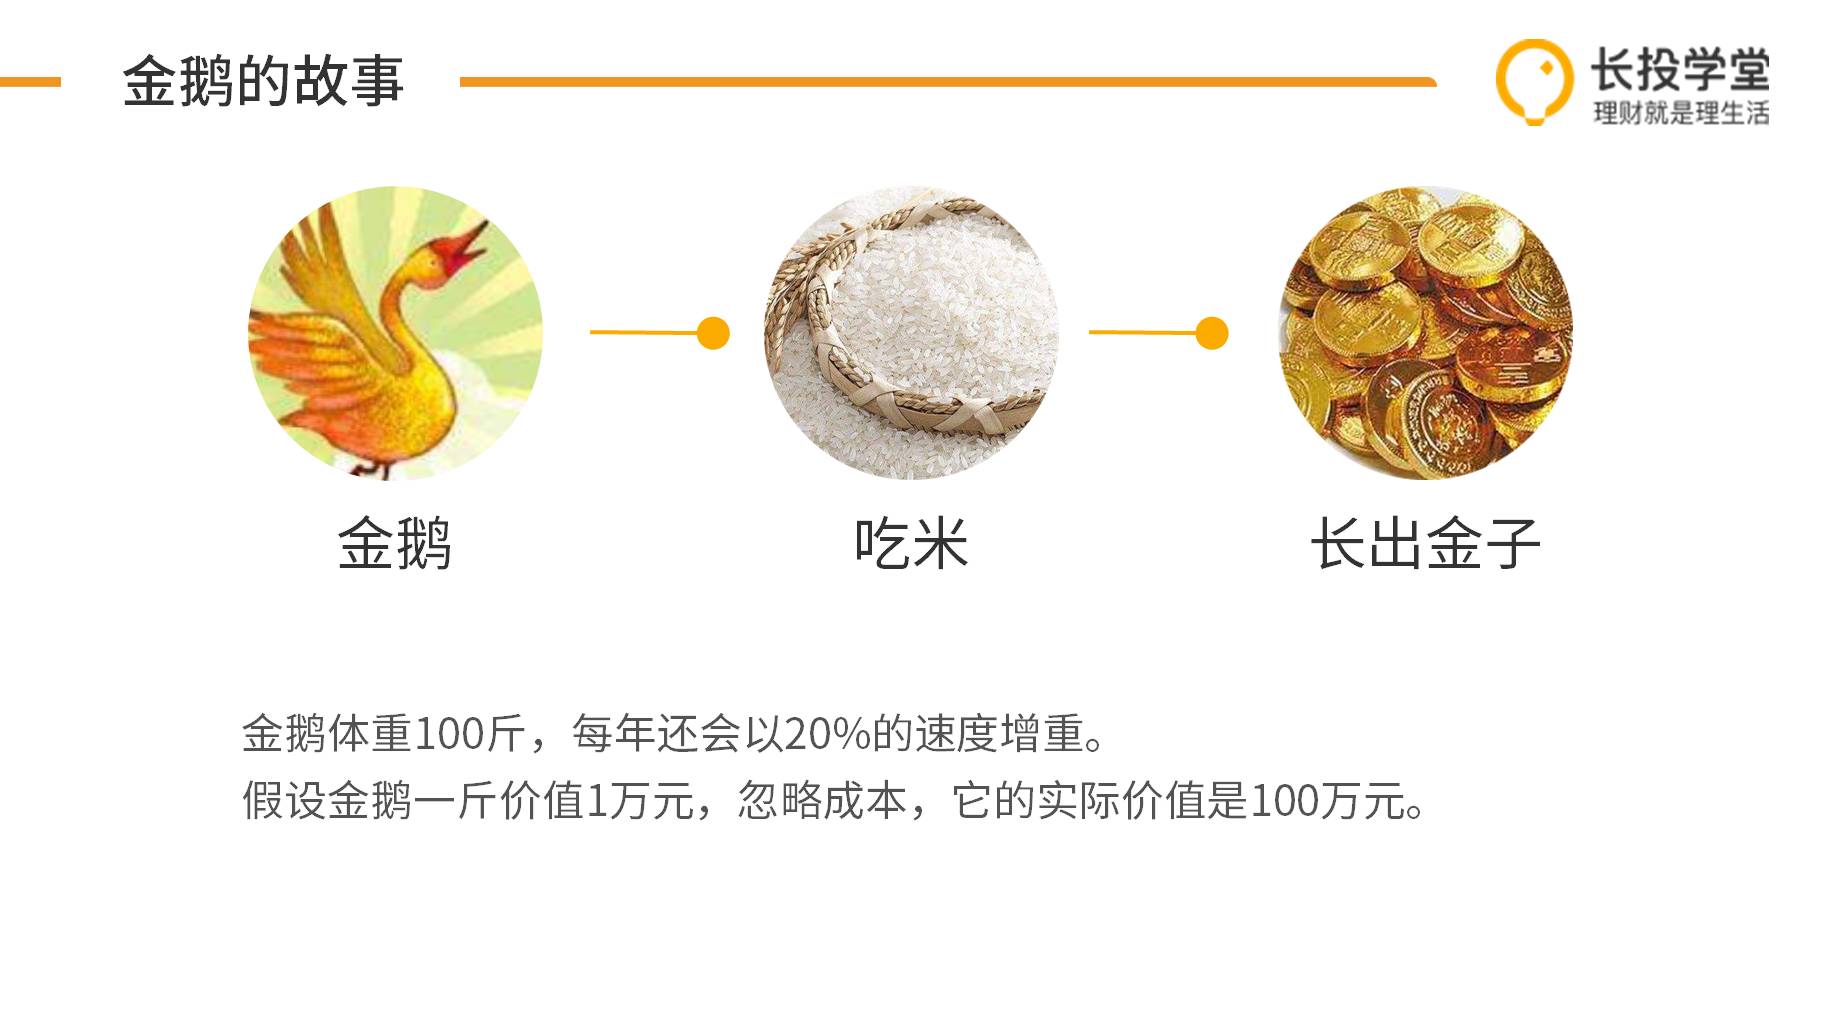 金鹅的故事
长投学堂
理财就是理生活
金鹅
吃米
长出金子
金鹅体重100斤，每年还会以20%的速度增重。
假设金鹅一斤价值1万元，忽略成本，它的实际价值是100万元。